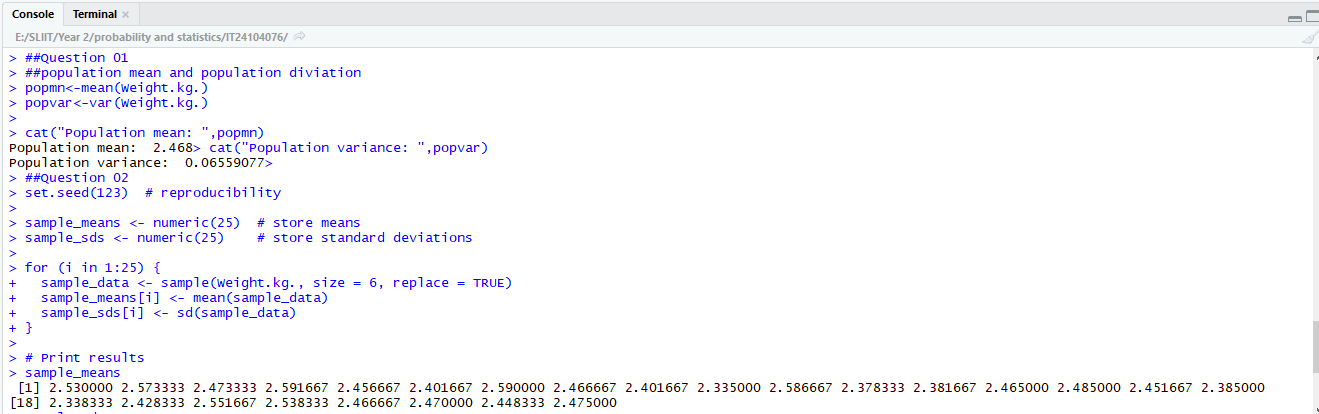 Console Terminal ×
E:/SLIIT/Year 2/probability and statistics/IT24104076/
> ##Question 01
> ##population mean and population diviation
> popmn<-mean(Weight.kg.)
> popvar<-var(Weight.kg.)
>
> cat("Population mean: ",popmn)
Population mean:  2.468> cat("Population variance: ",popvar)
Population variance:  0.06559077>
> ##Question 02
> set.seed(123)  # reproducibility
>
> sample_means <- numeric(25)  # store means
> sample_sds <- numeric(25)    # store standard deviations
>
> for (i in 1:25) {
+   sample_data <- sample(Weight.kg., size = 6, replace = TRUE)
+   sample_means[i] <- mean(sample_data)
+   sample_sds[i] <- sd(sample_data)
+ }
>
> # Print results
> sample_means
 [1] 2.530000 2.573333 2.473333 2.591667 2.456667 2.401667 2.590000 2.466667 2.401667 2.335000 2.586667 2.378333 2.381667 2.465000 2.485000 2.451667 2.385000
[18] 2.338333 2.428333 2.551667 2.538333 2.466667 2.470000 2.448333 2.475000